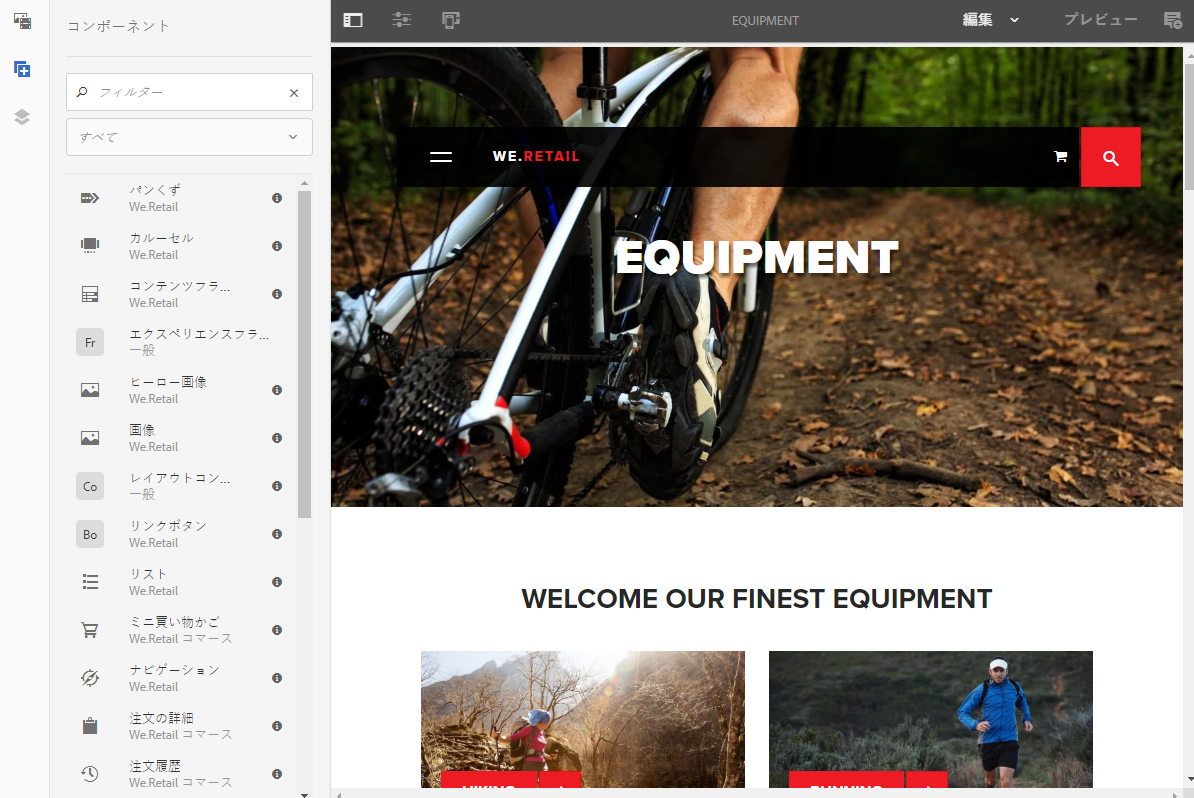 コンポーネント
EQUIPMENT
編集
プレビュー
フィルター
すべて
パンくず
We.Retail
カルーセル
We.Retail
コンテンツフラ...
We.Retail
Fr
エクスペリエンスフラ...
一般
ヒーロー画像
We.Retail
画像
We.Retail
Co
レイアウトコン...
一般
Bo
リンクボタン
We.Retail
リスト
We.Retail
ミニ買い物かご
We.Retail コマース
ナビゲーション
We.Retail
注文の詳細
We.Retail コマース
注文履歴
We.Retail コマース
WE.RETAIL
EQUIPMENT
WELCOME OUR FINEST EQUIPMENT
HIKING
RUNNING